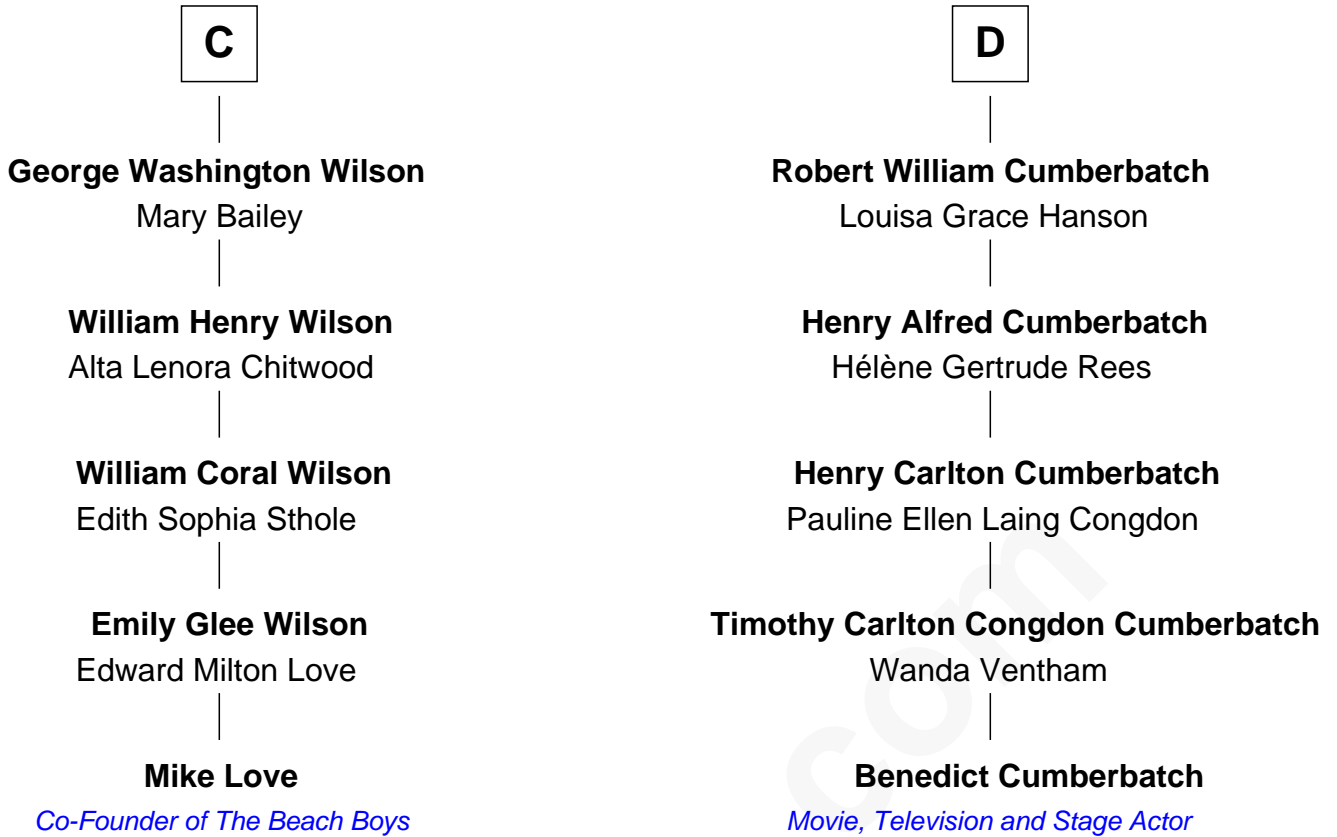 C
George Washington Wilson
Mary Bailey
William Henry Wilson
Alta Lenora Chitwood
William Coral Wilson
Edith Sophia Sthole
Emily Glee Wilson
Edward Milton Love
Mike Love
Co-Founder of The Beach Boys
D
Robert William Cumberbatch
Louisa Grace Hanson
Henry Alfred Cumberbatch
Hélène Gertrude Rees
Henry Carlton Cumberbatch
Pauline Ellen Laing Congdon
Timothy Carlton Congdon Cumberbatch
Wanda Ventham
Benedict Cumberbatch
Movie, Television and Stage Actor
com